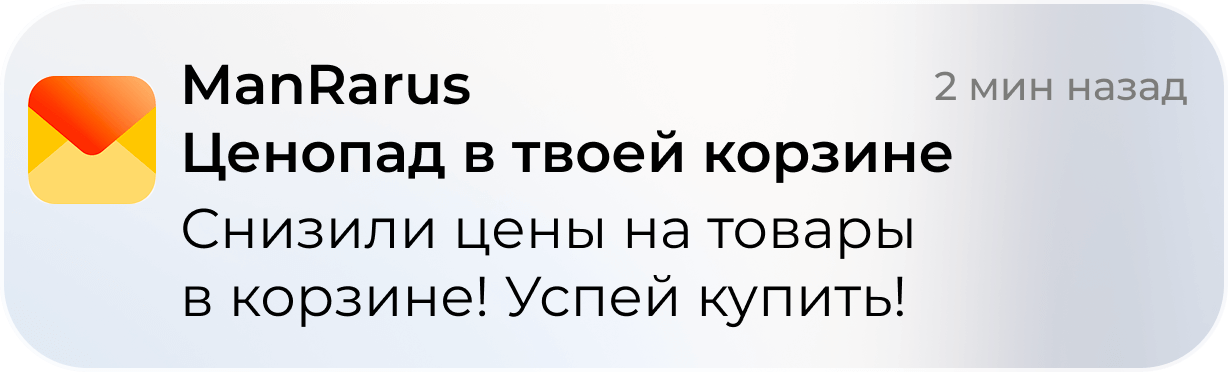 ManRarus
2 мин назад
Ценопад в твоей корзине
Снизили цены на товары
в корзине! Успей купить!